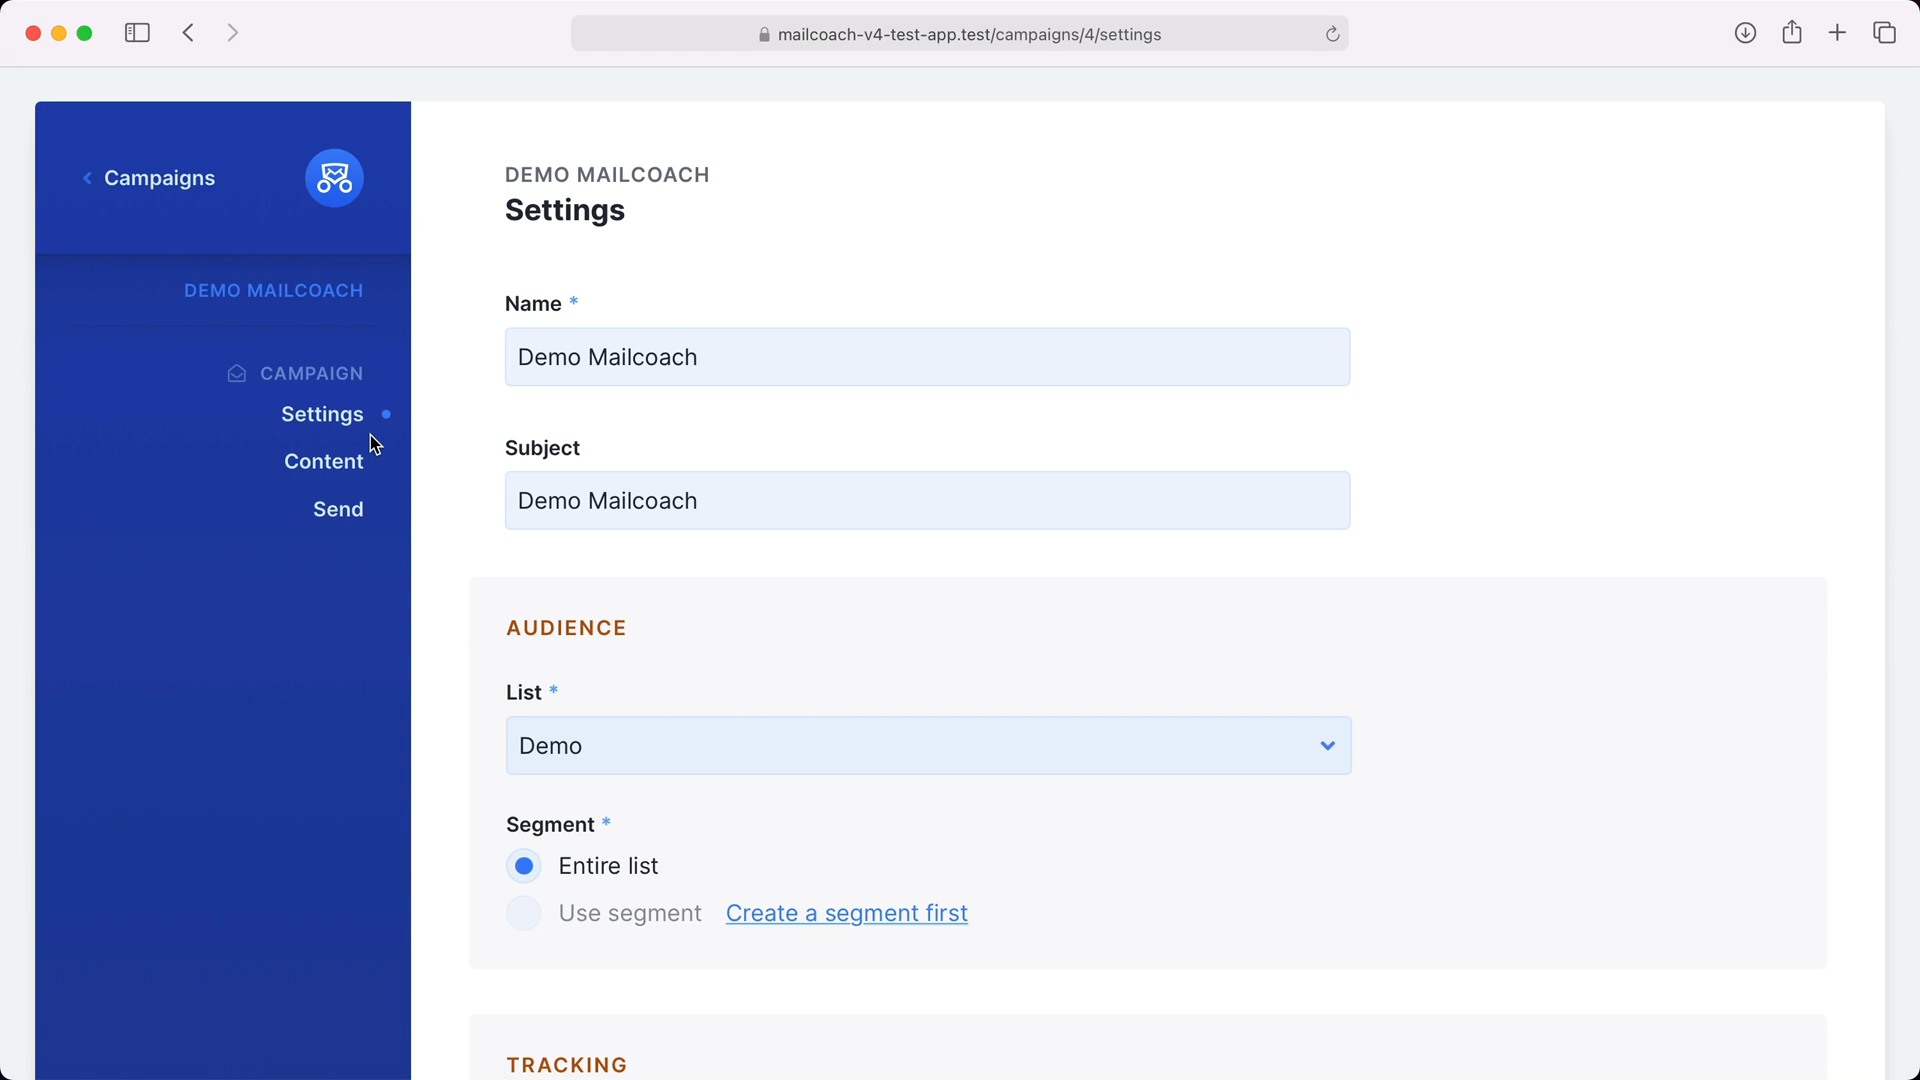 mailcoach-v4-test-app.test/campaigns/4/settings
Campaigns
DEMO MAILCOACH
CAMPAIGN
Settings
Content
Send
DEMO MAILCOACH
Settings
Name *
Demo Mailcoach
Subject
Demo Mailcoach
AUDIENCE
List *
Demo
Segment *
Entire list
Use segment Create a segment first
TRACKING